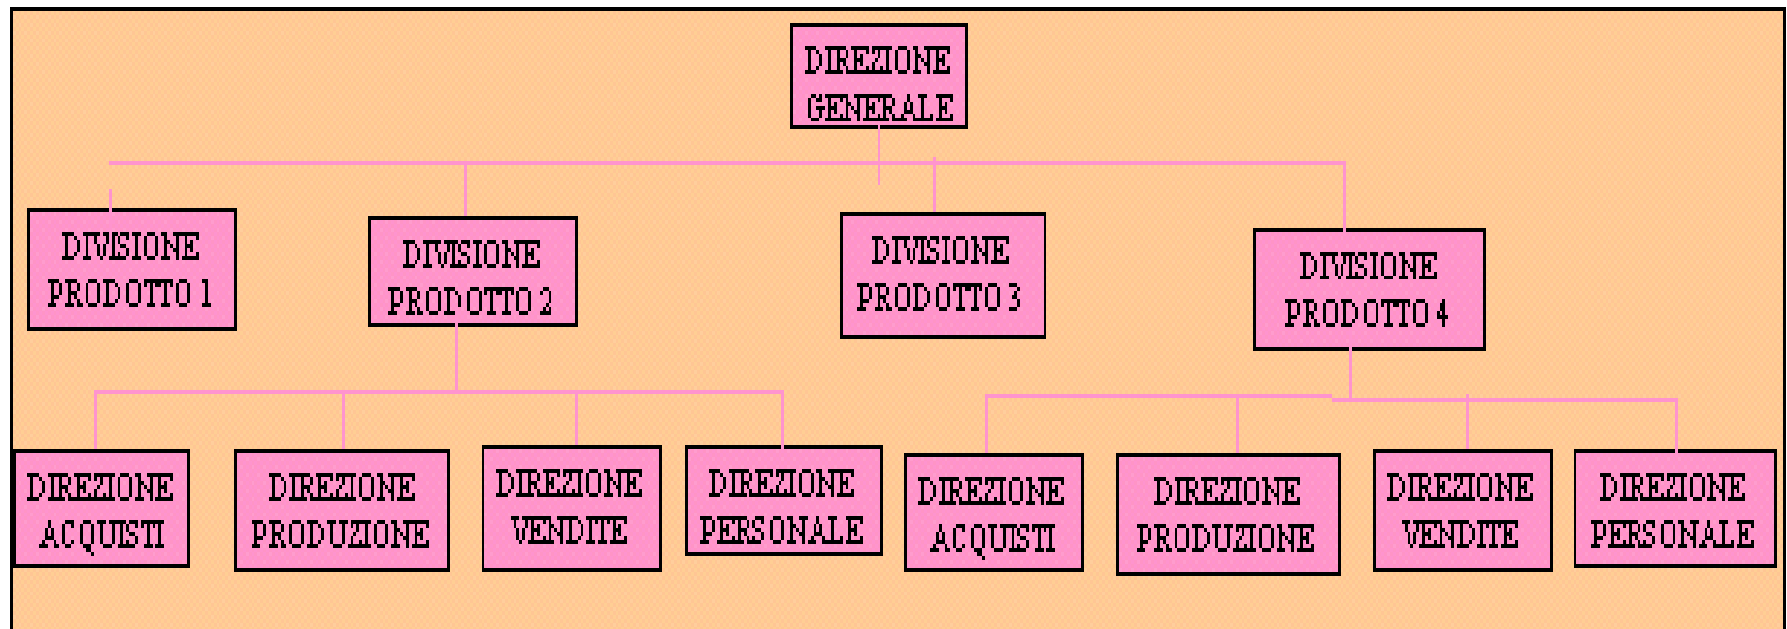 DIREZIONE
GENERALE
DIVISIONE
PRODOTTO 1
DIVISIONE
PRODOTTO 2
DIVISIONE
PRODOTTO 3
DIVISIONE
PRODOTTO 4
DIREZIONE
ACQUISTI
DIREZIONE
PRODUZIONE
DIREZIONE
VENDITE
DIREZIONE
PERSONALE
DIREZIONE
ACQUISTI
DIREZIONE
PRODUZIONE
DIREZIONE
VENDITE
DIREZIONE
PERSONALE